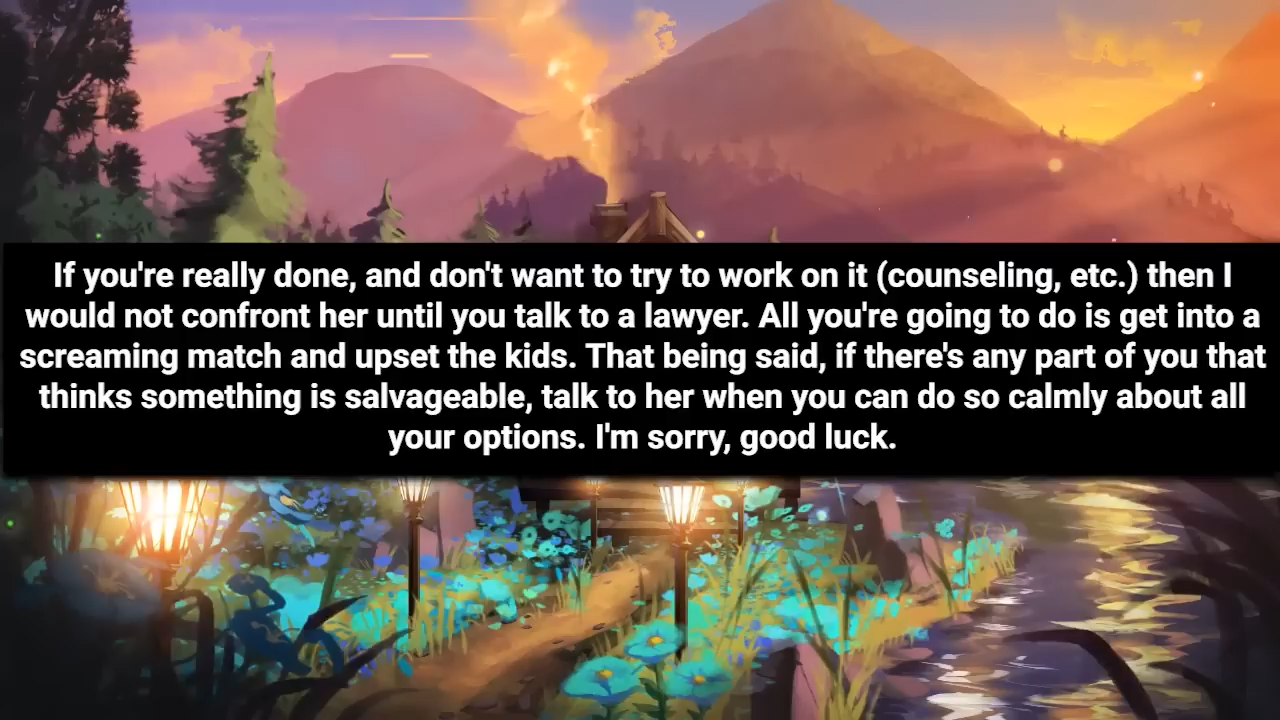 If you're really done, and don't want to try to work on it (counseling, etc.) then I
would not confront her until you talk to a lawyer. All you're going to do is get into a
screaming match and upset the kids. That being said, if there's any part of you that
thinks something is salvageable, talk to her when you can do so calmly about all
your options. I'm sorry, good luck.